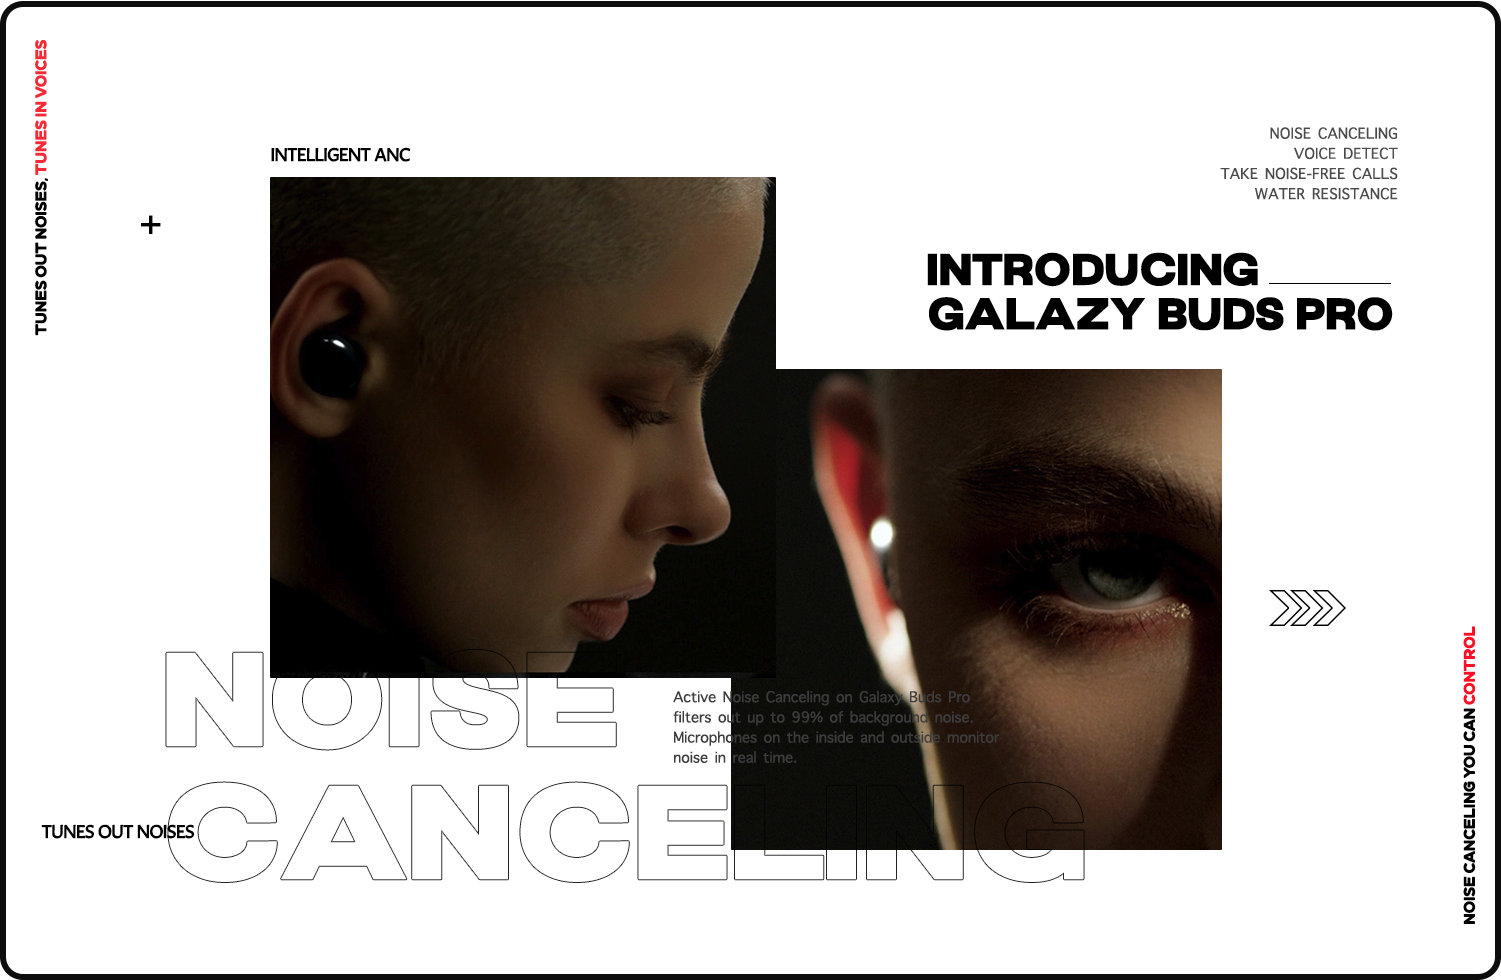 TUNES OUT NOISES, TUNES IN VOICES
INTELLIGENT ANC
NOISE CANCELING
VOICE DETECT
TAKE NOISE-FREE CALLS
WATER RESISTANCE
INTRODUCING
GALAZY BUDS PRO
NOISE
Active Noise Canceling on Galaxy Buds Pro
filters out up to 99% of background noise.
Microphones on the inside and outside monitor
noise in real time.
CANCELING
TUNES OUT NOISES
NOISE CANCELING YOU CAN CONTROL